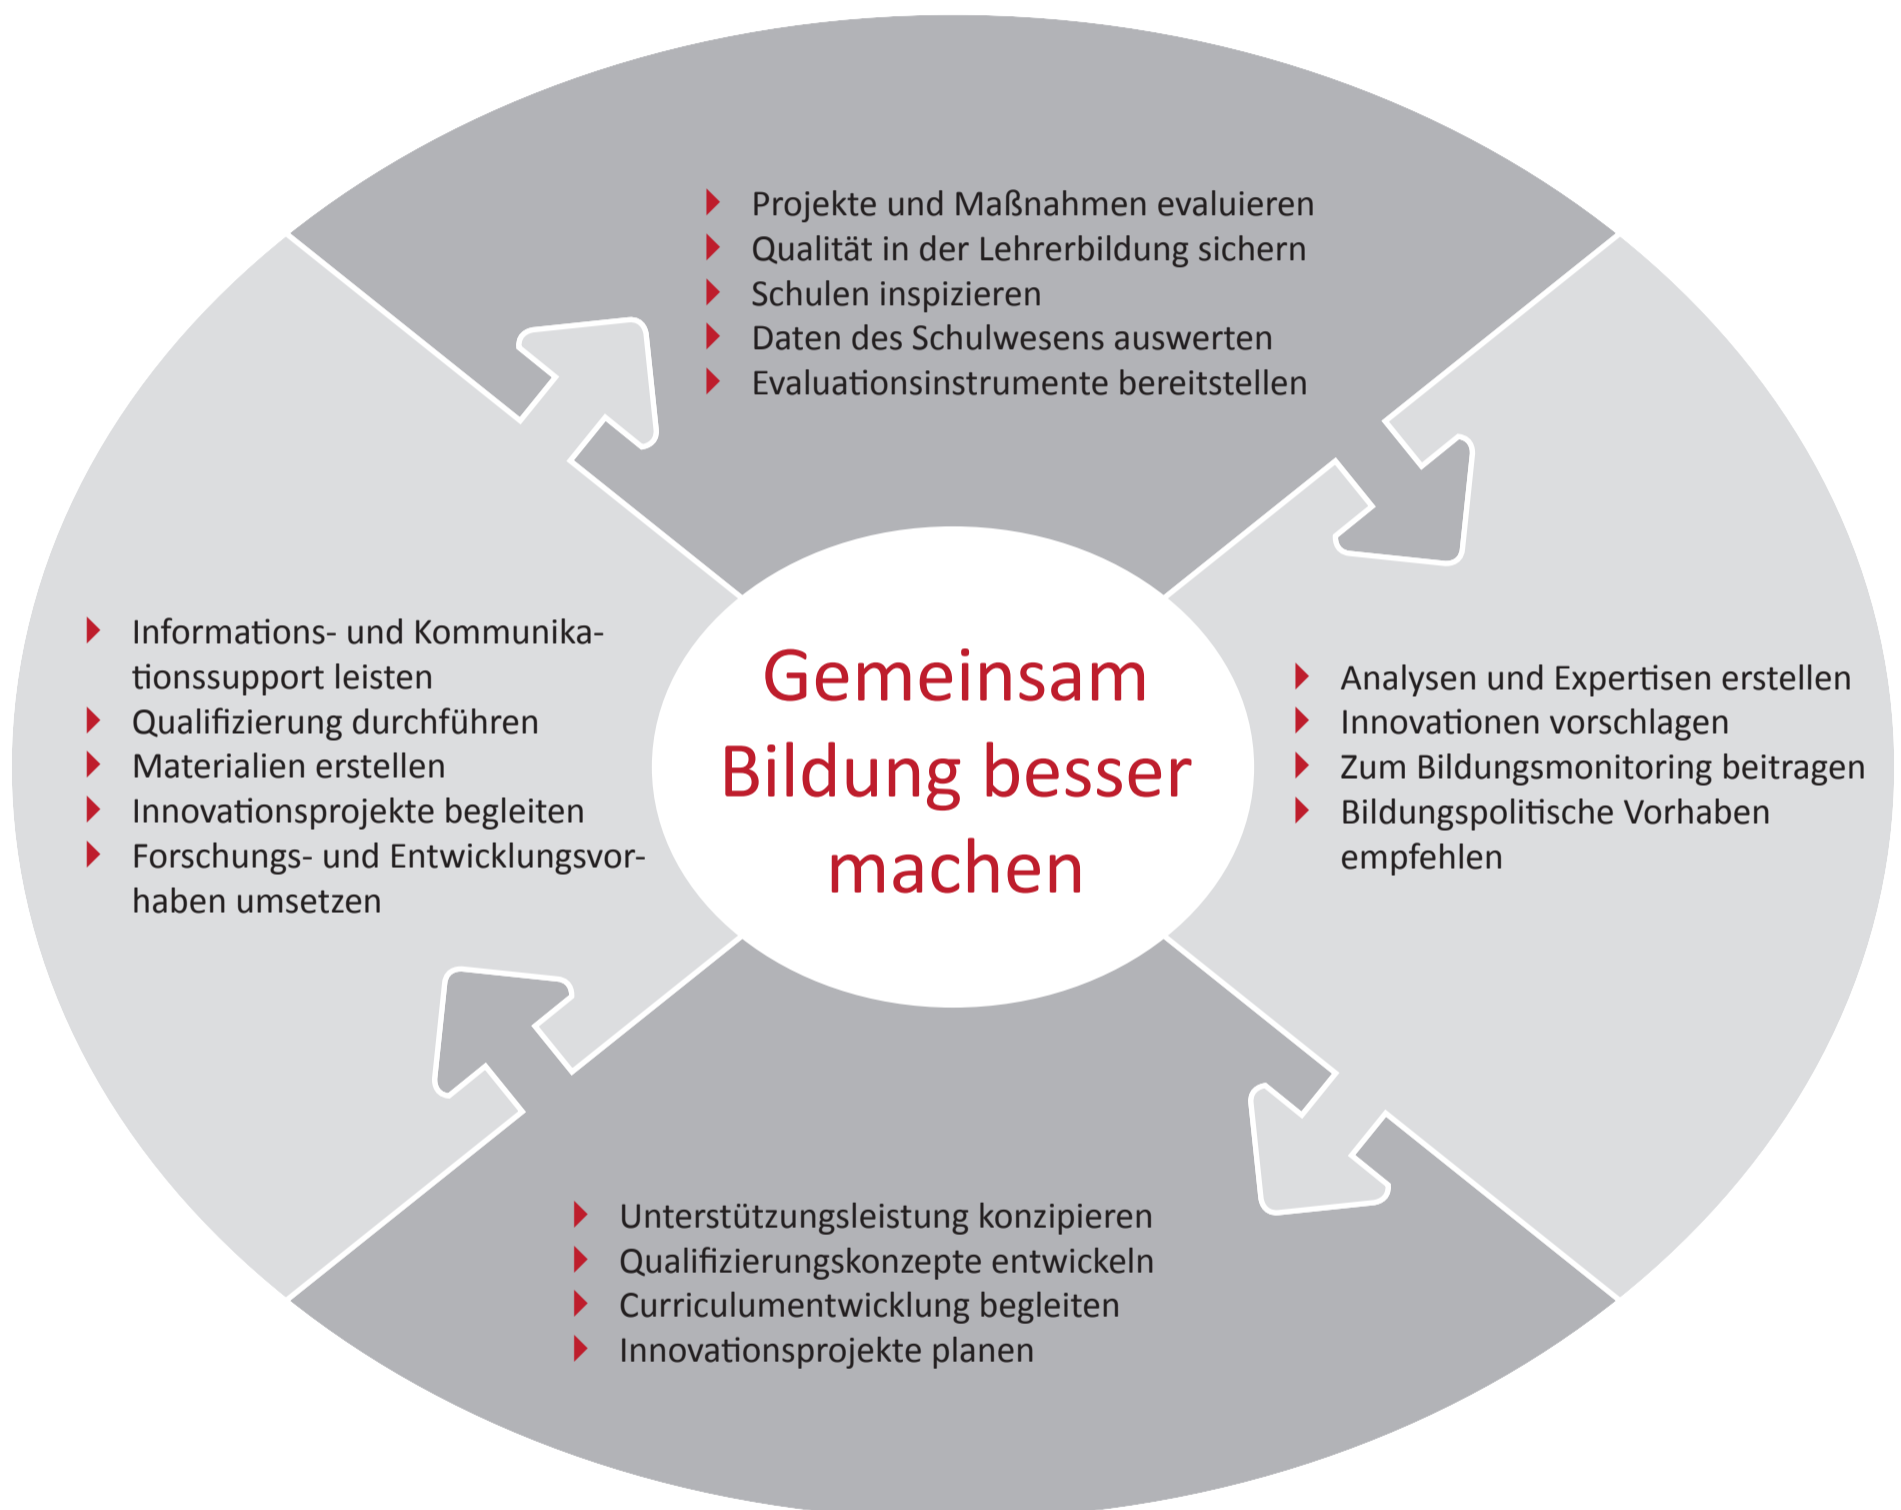 Projekte und Maßnahmen evaluieren
Qualität in der Lehrerbildung sichern
Schulen inspizieren
Daten des Schulwesens auswerten
Evaluationsinstrumente bereitstellen
Informations- und Kommunika-
tionssupport leisten
Qualifizierung durchführen
Materialien erstellen
Innovationsprojekte begleiten
Forschungs- und Entwicklungsvor-
haben umsetzen
Gemeinsam
Bildung besser
machen
Analysen und Expertisen erstellen
Innovationen vorschlagen
Zum Bildungsmonitoring beitragen
Bildungspolitische Vorhaben
empfehlen
Unterstützungsleistung konzipieren
Qualifizierungskonzepte entwickeln
Curriculumentwicklung begleiten
Innovationsprojekte planen